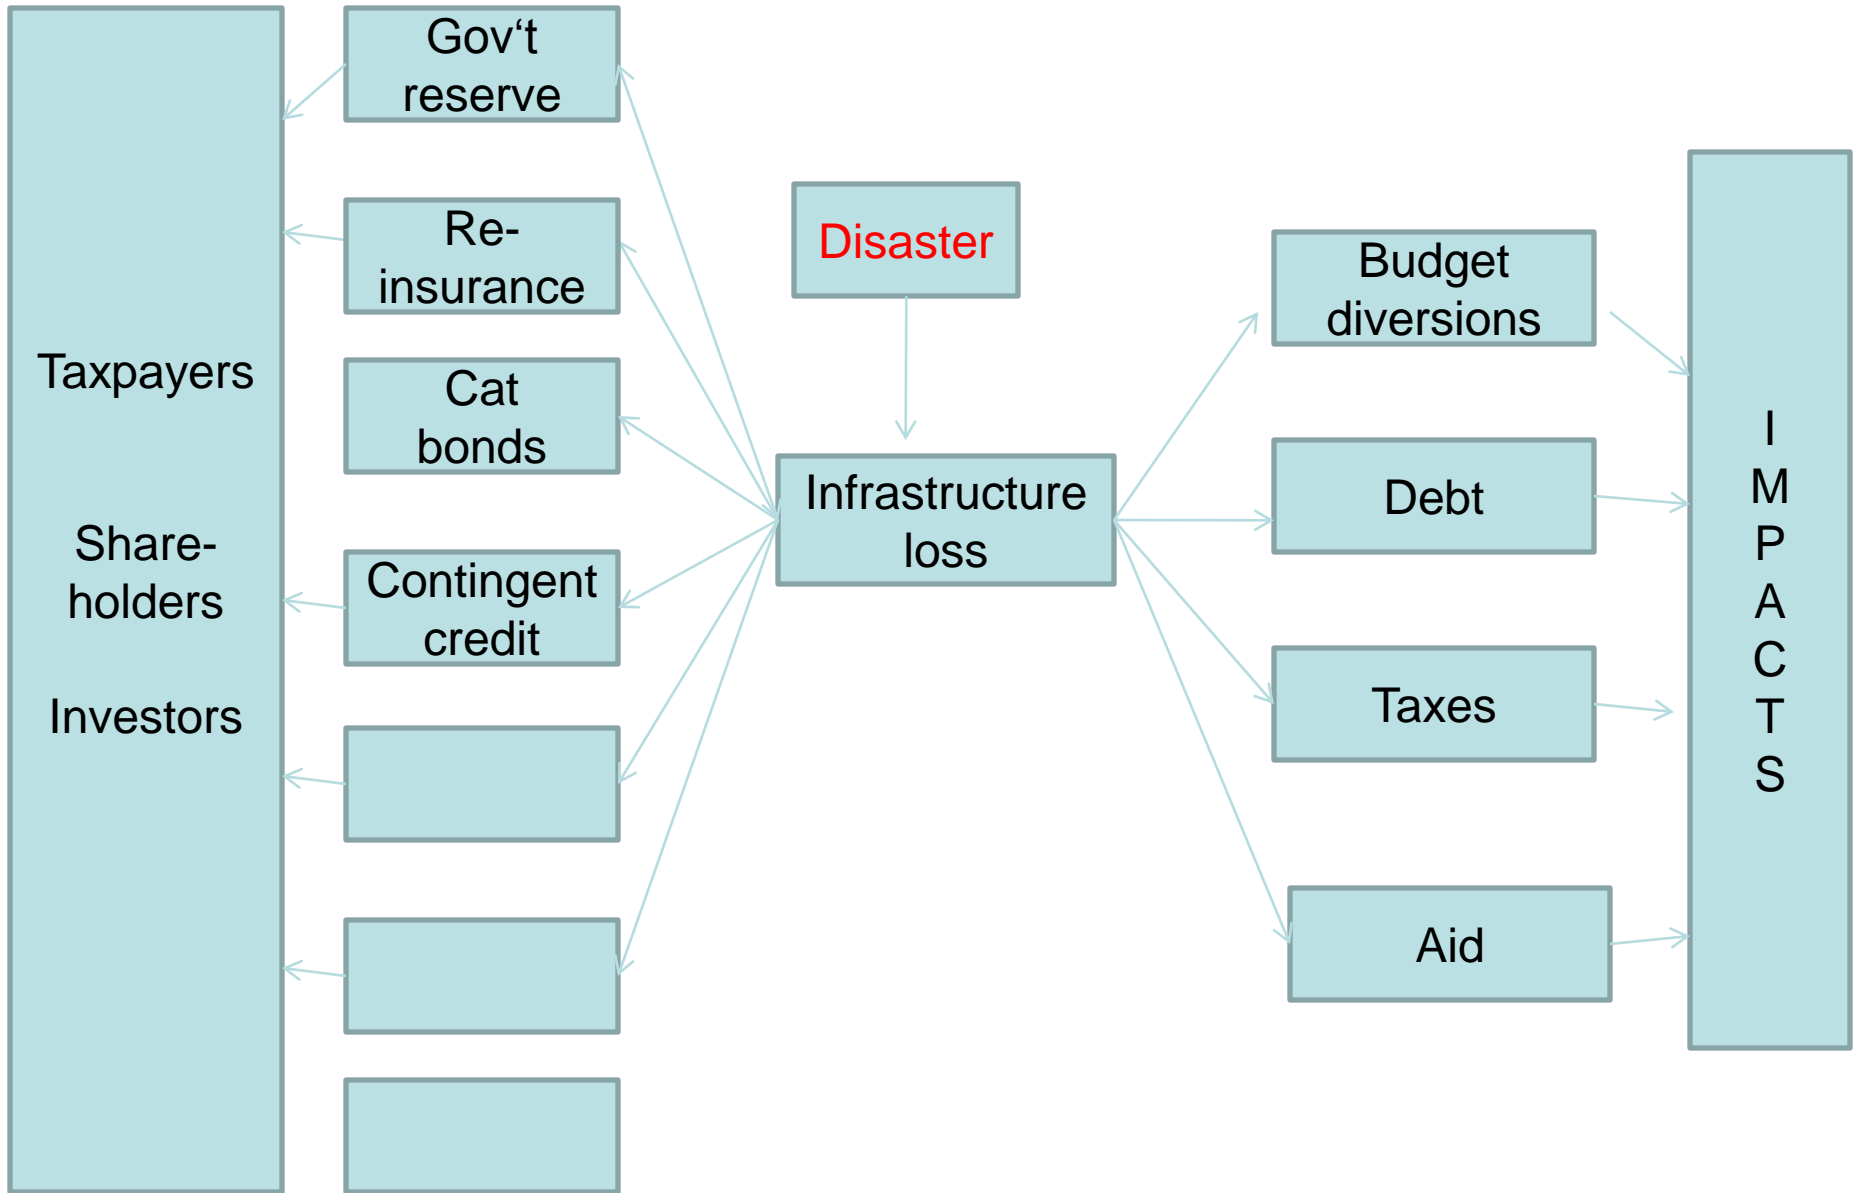 Taxpayers
Share-
holders
Investors
Gov‘t
reserve
Re-
insurance
Cat
bonds
Contingent
credit
Disaster
Infrastructure
loss
Budget
diversions
Debt
Taxes
Aid
I
M
P
A
C
T
S